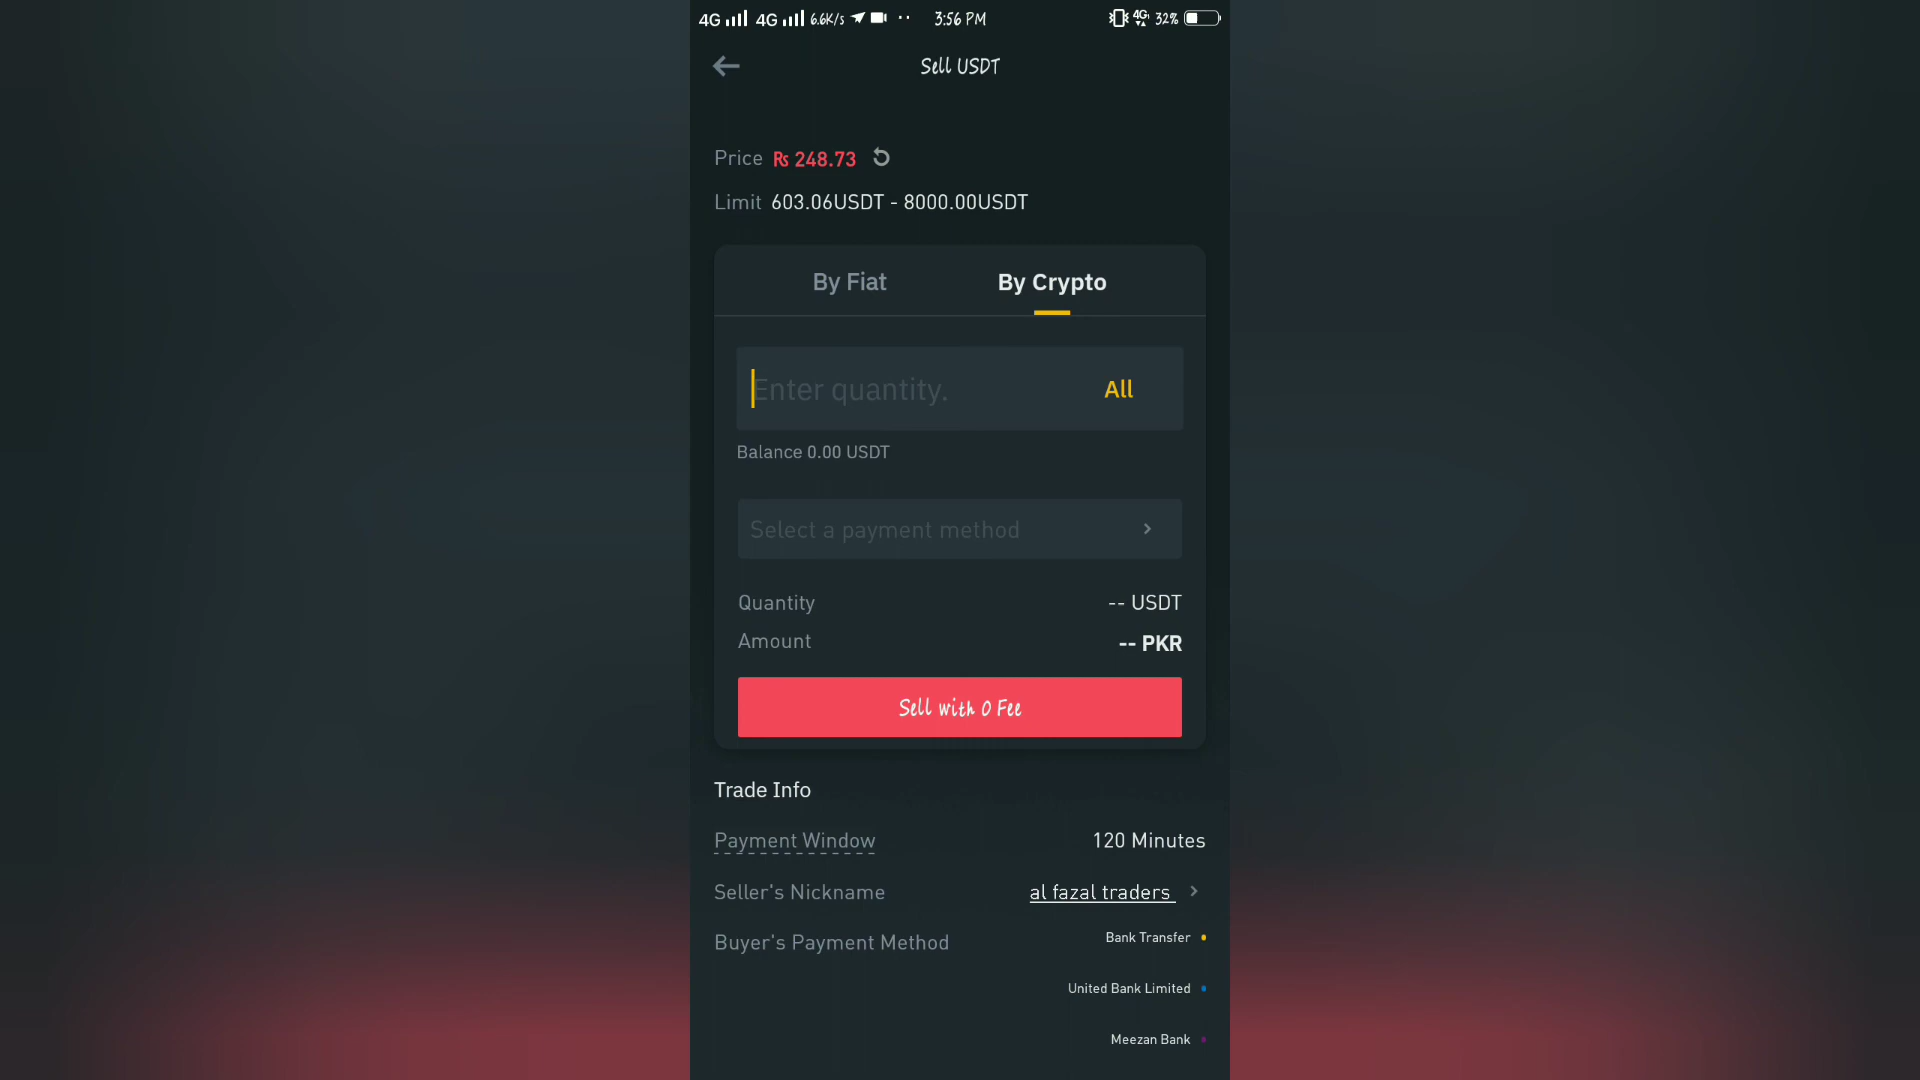 4G 4G 6.6K/s 3:56 PM 4G 32%
Sell USDT
Price Rs 248.73
Limit 603.06USDT - 8000.00USDT
By Fiat By Crypto
Enter quantity. All
Balance 0.00 USDT
Select a payment method
Quantity -- USDT
Amount -- PKR
Sell with 0 Fee
Trade Info
Payment Window 120 Minutes
Seller's Nickname al fazal traders
Buyer's Payment Method Bank Transfer
United Bank Limited
Meezan Bank